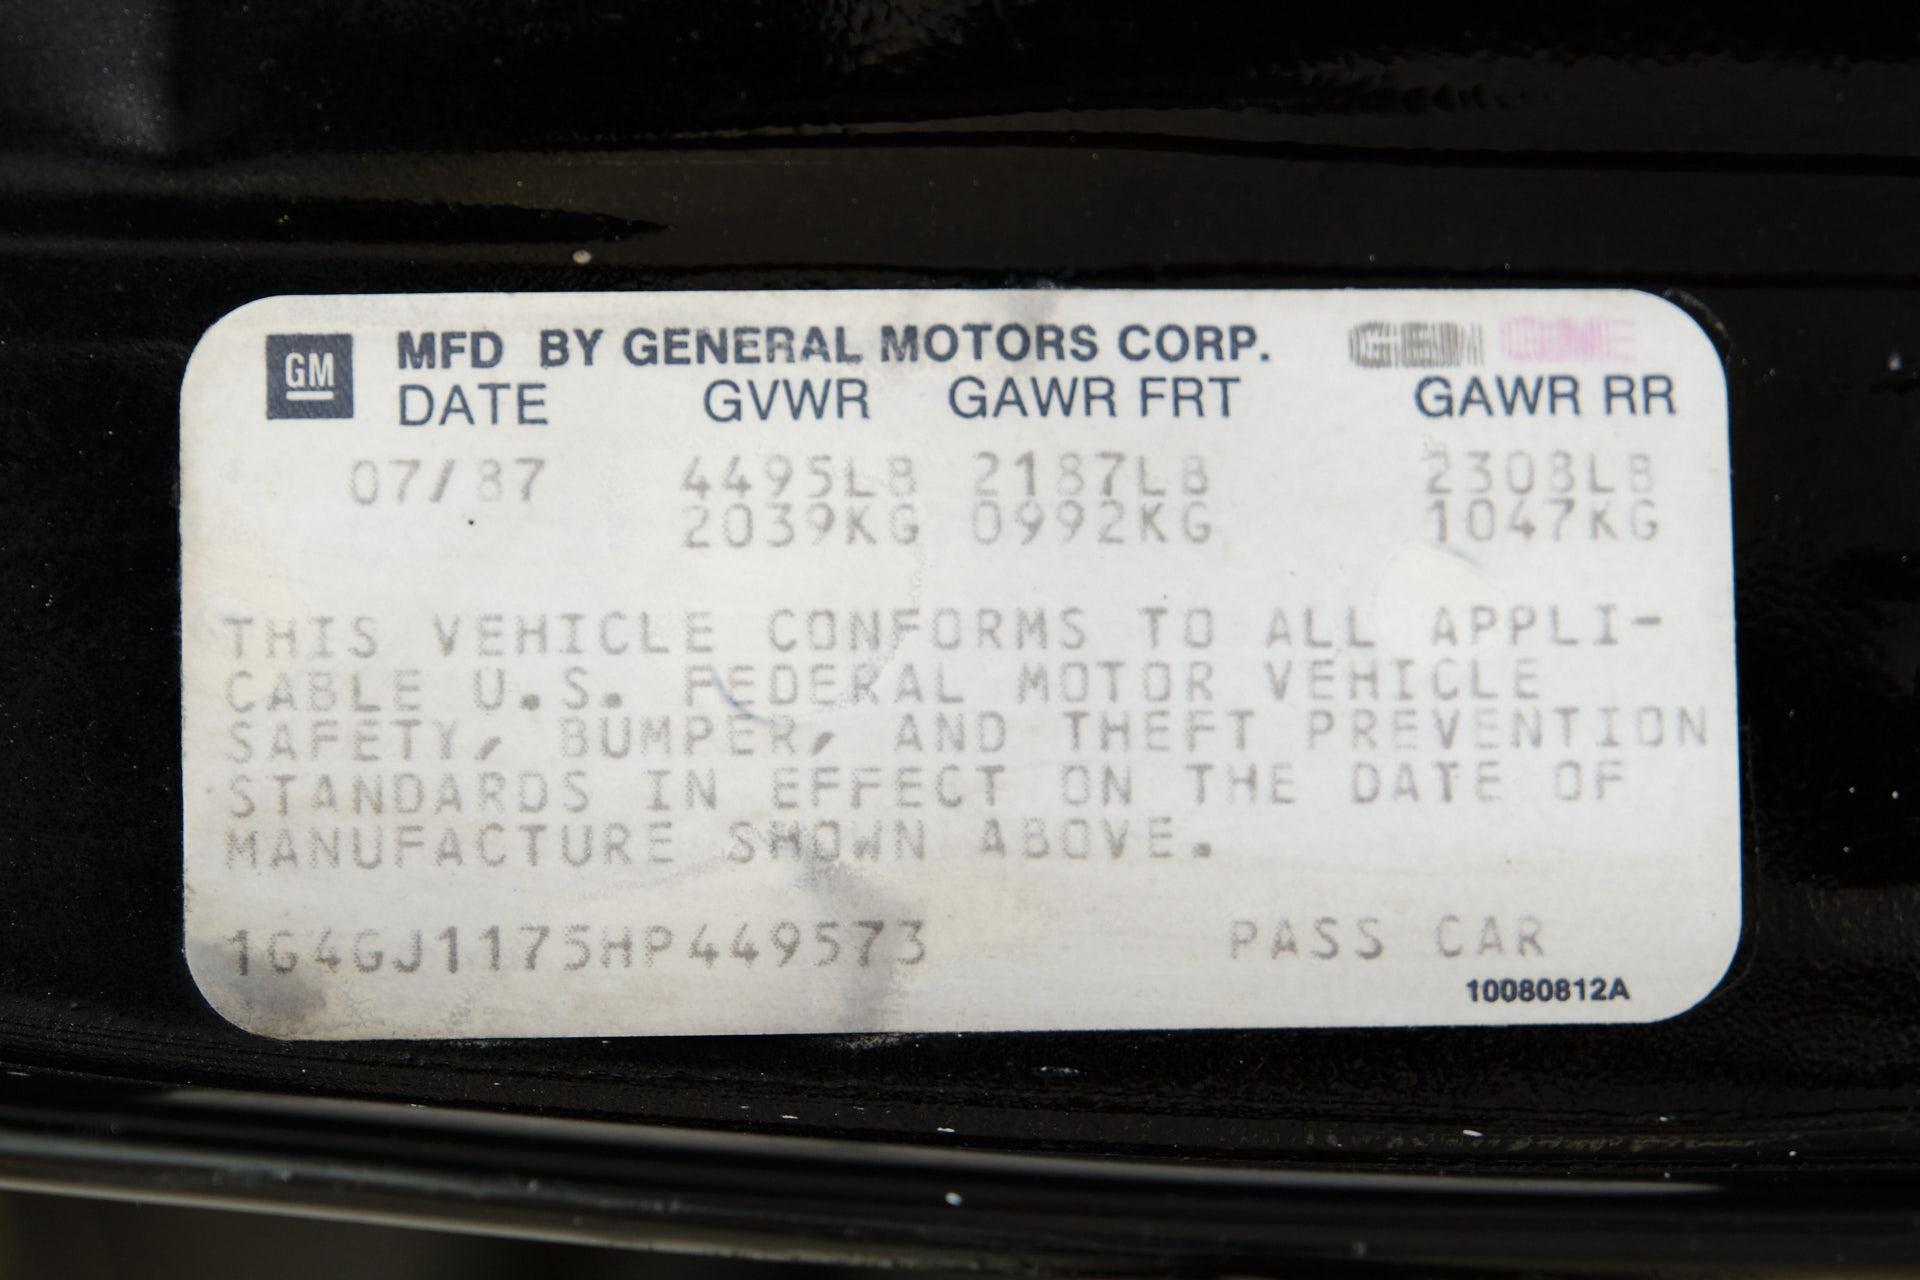 GM MFD BY GENERAL MOTORS CORP.
DATE GVWR GAWR FRT GAWR RR
07/87 4495LB 2187LB 2308LB
2039KG 0992KG 1047KG
THIS VEHICLE CONFORMS TO ALL APPLI-
CABLE U.S. FEDERAL MOTOR VEHICLE
SAFETY, BUMPER, AND THEFT PREVENTION
STANDARDS IN EFFECT ON THE DATE OF
MANUFACTURE SHOWN ABOVE.
1G4GJ1175HP449573 PASS CAR
10080812A